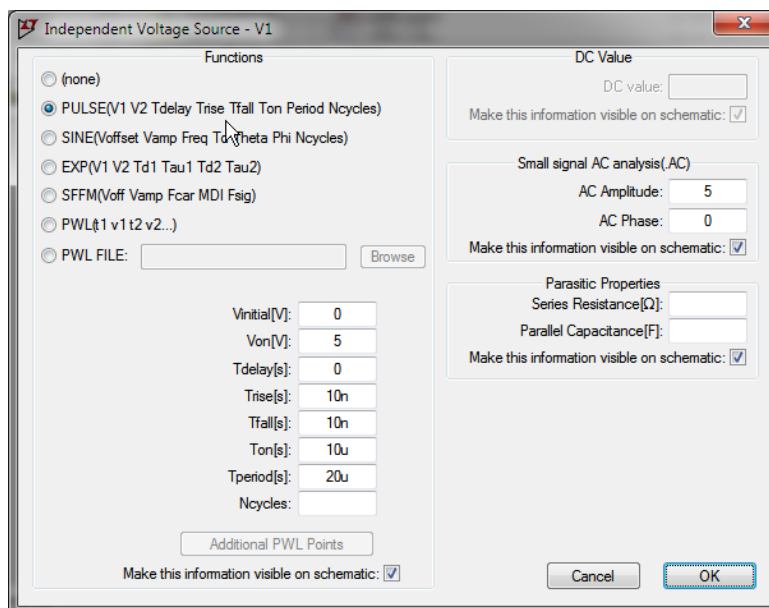 Independent Voltage Source - V1
Functions
(none)
PULSE(V1 V2 Tdelay Trise Tfall Ton Period Ncycles)
SINE(Voffset Vamp Freq Td Theta Phi Ncycles)
EXP(V1 V2 Td1 Tau1 Td2 Tau2)
SFFM(Voff Vamp Fcar MDI Fsig)
PWL(t1 v1 t2 v2...)
PWL FILE: Browse
Vinitial[V]: 0
Von[V]: 5
Tdelay[s]: 0
Trise[s]: 10n
Tfall[s]: 10n
Ton[s]: 10u
Tperiod[s]: 20u
Ncycles:
Additional PWL Points
Make this information visible on schematic:
DC Value
DC value:
Make this information visible on schematic:
Small signal AC analysis(.AC)
AC Amplitude: 5
AC Phase: 0
Make this information visible on schematic:
Parasitic Properties
Series Resistance[Ω]:
Parallel Capacitance[F]:
Make this information visible on schematic:
Cancel OK